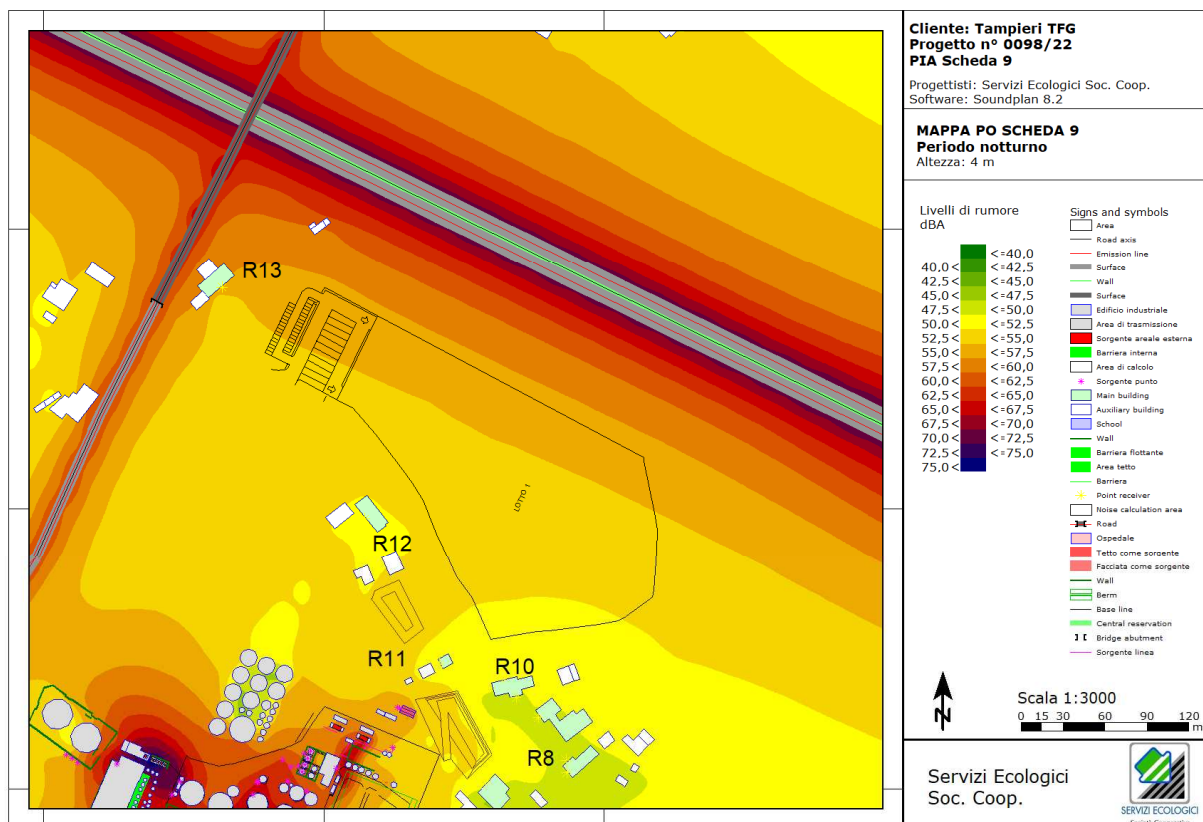 Cliente: Tampieri TFG
Progetto n° 0098/22
PIA Scheda 9
Progettisti: Servizi Ecologici Soc. Coop.
Software: Soundplan 8.2
MAPPA PO SCHEDA 9
Periodo notturno
Altezza: 4 m
Livelli di rumore
dBA
<=40,0
40,0< <=42,5
42,5< <=45,0
45,0< <=47,5
47,5< <=50,0
50,0< <=52,5
52,5< <=55,0
55,0< <=57,5
57,5< <=60,0
60,0< <=62,5
62,5< <=65,0
65,0< <=67,5
67,5< <=70,0
70,0< <=72,5
72,5< <=75,0
75,0<
Signs and symbols
Area
Road axis
Emission line
Surface
Wall
Surface
Edificio industriale
Area di trasmissione
Sorgente areale esterna
Barriera interna
Area di calcolo
Sorgente punto
Main building
Auxiliary building
School
Wall
Barriera flottante
Area tetto
Barriera
Point receiver
Noise calculation area
Road
Ospedale
Tetto come sorgente
Facciata come sorgente
Wall
Berm
Base line
Central reservation
Bridge abutment
Sorgente linea
N
Scala 1:3000
0 15 30 60 90 120
m
Servizi Ecologici
Soc. Coop.
SERVIZI ECOLOGICI
R13
LOTTO 1
R12
R11
R10
R8